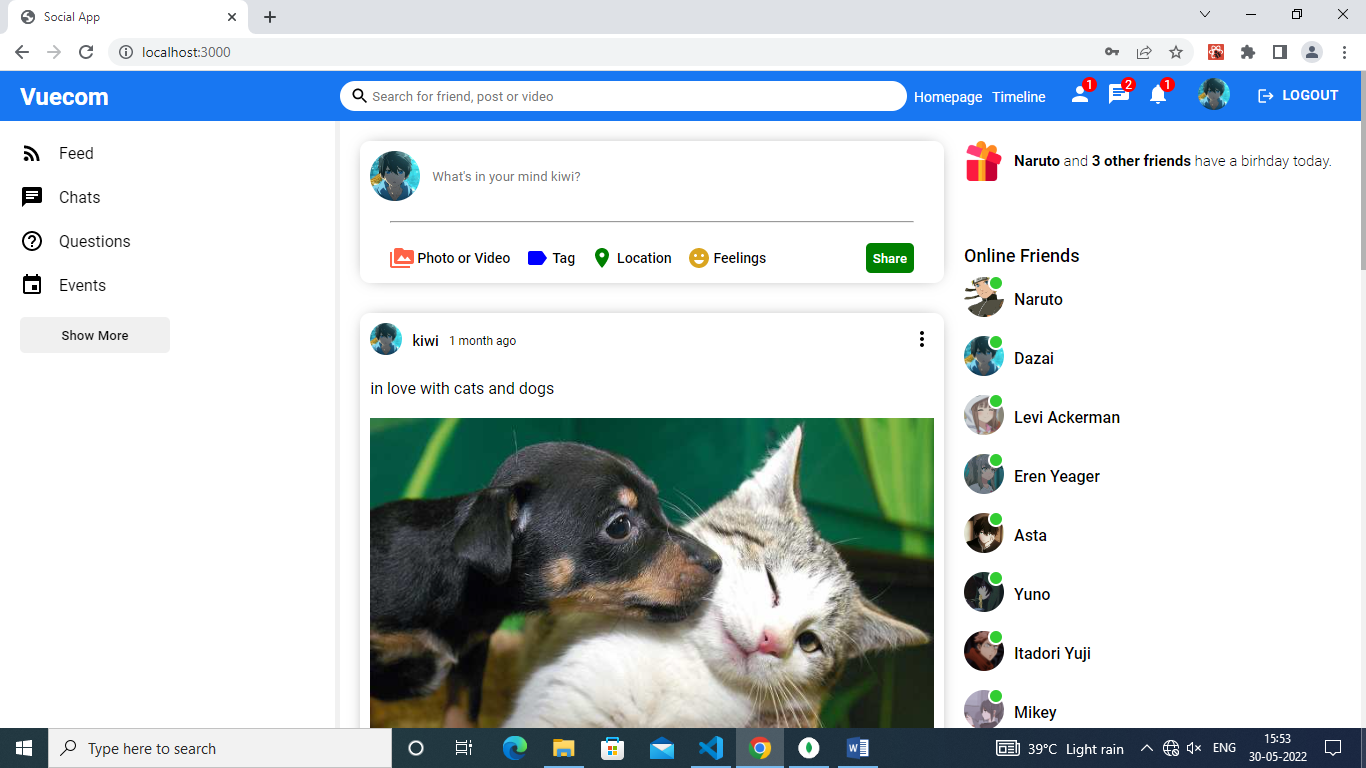 Social App
localhost:3000
Vuecom
Search for friend, post or video
Homepage Timeline
1
2
1
LOGOUT
Feed
Chats
Questions
Events
Show More
What's in your mind kiwi?
Photo or Video
Tag
Location
Feelings
Share
kiwi 1 month ago
in love with cats and dogs
Naruto and 3 other friends have a birhday today.
Online Friends
Naruto
Dazai
Levi Ackerman
Eren Yeager
Asta
Yuno
Itadori Yuji
Mikey
Type here to search
39°C Light rain
ENG
15:53
30-05-2022